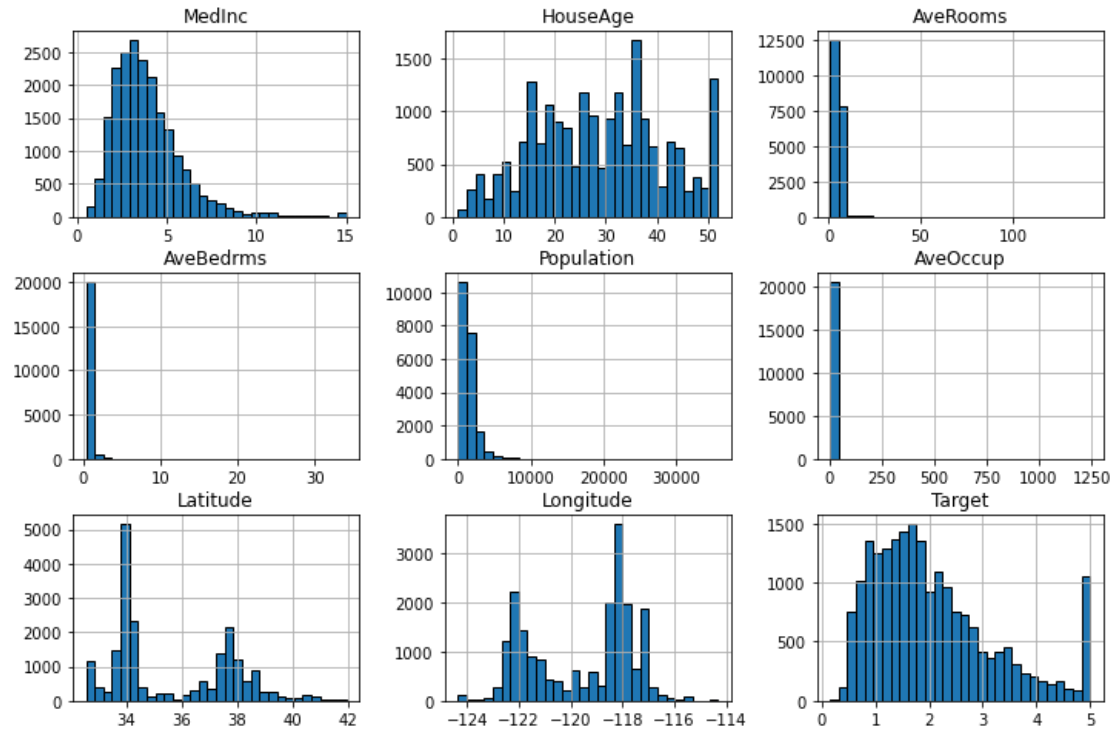 MedInc HouseAge AveRooms
2500 2000 1500 1000 500 0
0 5 10 15
1500 1000 500 0
0 10 20 30 40 50
12500 10000 7500 5000 2500 0
0 50 100
AveBedrms Population AveOccup
20000 15000 10000 5000 0
0 10 20 30
10000 8000 6000 4000 2000 0
0 10000 20000 30000
20000 15000 10000 5000 0
0 250 500 750 1000 1250
Latitude Longitude Target
5000 4000 3000 2000 1000 0
34 36 38 40 42
3000 2000 1000 0
−124 −122 −120 −118 −116 −114
1500 1000 500 0
0 1 2 3 4 5